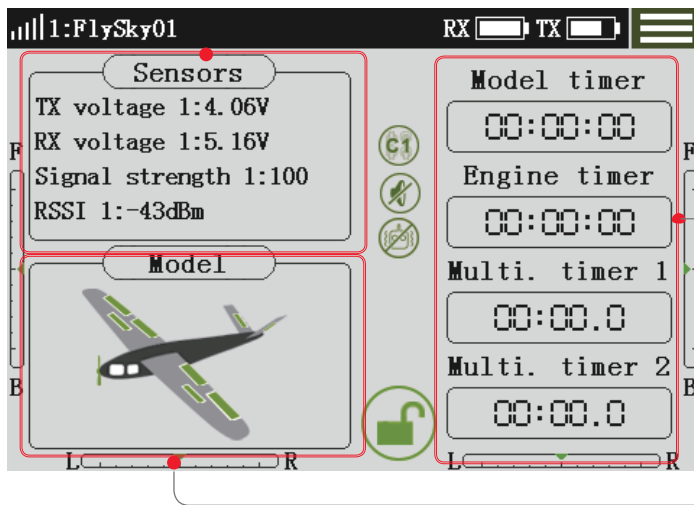 1:FlySky01 RX TX
Sensors
TX voltage 1:4.06V
RX voltage 1:5.16V
Signal strength 1:100
RSSI 1:-43dBm
C1
Model timer
00:00:00
Engine timer
00:00:00
Multi. timer 1
00:00.0
Multi. timer 2
00:00.0
Model
F
B
L R
F
B
L R